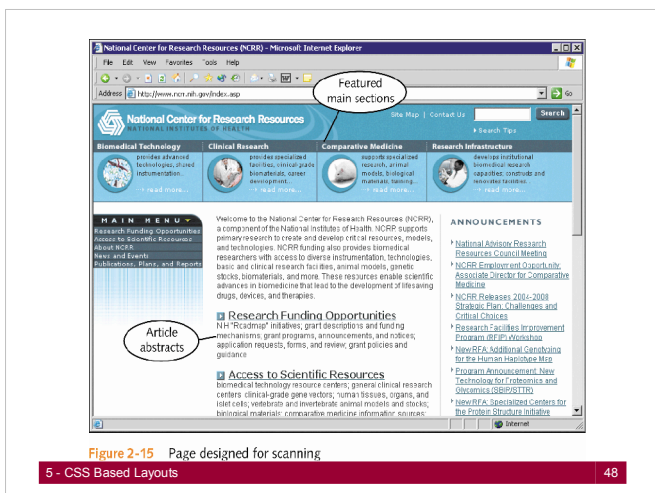 National Center for Research Resources (NCRR) - Microsoft Internet Explorer
File Edit View Favorites Tools Help
Address http://www.ncrr.nih.gov/index.asp Go
Featured
main sections
National Center for Research Resources
NATIONAL INSTITUTES OF HEALTH
Site Map | Contact Us Search
Search Tips
Biomedical Technology
provides advanced
technologies, shared
instrumentation...
read more...
Clinical Research
provides specialized
facilities, clinical-grade
biomaterials, career
development...
read more...
Comparative Medicine
supports specialized
research, animal
models, biological
materials, training...
read more...
Research Infrastructure
develops institutional
biomedical research
capacities, constructs and
renovates facilities...
read more...
MAIN MENU
Research Funding Opportunities
Access to Scientific Resources
About NCRR
News and Events
Publications, Plans, and Reports
Welcome to the National Center for Research Resources (NCRR),
a component of the National Institutes of Health. NCRR supports
primary research to create and develop critical resources, models,
and technologies. NCRR funding also provides biomedical
researchers with access to diverse instrumentation, technologies,
basic and clinical research facilities, animal models, genetic
stocks, biomaterials, and more. These resources enable scientific
advances in biomedicine that lead to the development of lifesaving
drugs, devices, and therapies.
Research Funding Opportunities
NIH "Roadmap" initiatives; grant descriptions and funding
mechanisms; grant programs, announcements, and notices;
application requests, forms, and review; grant policies and
guidance
Article
abstracts
Access to Scientific Resources
biomedical technology resource centers; general clinical research
centers; clinical-grade gene vectors; human tissues, organs, and
islet cells; vertebrate and invertebrate animal models and stocks;
biological materials; comparative medicine information sources;
ANNOUNCEMENTS
National Advisory Research
Resources Council Meeting
NCRR Employment Opportunity:
Associate Director for Comparative
Medicine
NCRR Releases 2004-2008
Strategic Plan: Challenges and
Critical Choices
Research Facilities Improvement
Program (RFIP) Workshop
New RFA: Additional Genotyping
for the Human Haplotype Map
Program Announcement: New
Technology for Proteomics and
Glycomics (SBIR/STTR)
New RFA: Specialized Centers for
the Protein Structure Initiative
Internet
Figure 2-15 Page designed for scanning
5 - CSS Based Layouts 48